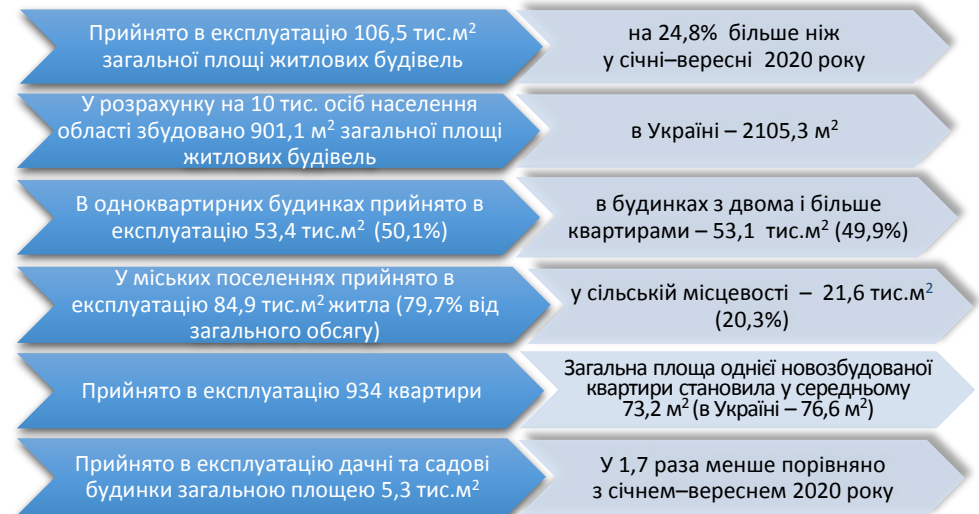 Прийнято в експлуатацію 106,5 тис.м²
загальної площі житлових будівель
на 24,8% більше ніж
у січні–вересні 2020 року
У розрахунку на 10 тис. осіб населення
області збудовано 901,1 м² загальної площі
житлових будівель
в Україні – 2105,3 м²
В одноквартирних будинках прийнято в
експлуатацію 53,4 тис.м² (50,1%)
в будинках з двома і більше
квартирами – 53,1 тис.м² (49,9%)
У міських поселеннях прийнято в
експлуатацію 84,9 тис.м² житла (79,7% від
загального обсягу)
у сільській місцевості – 21,6 тис.м²
(20,3%)
Прийнято в експлуатацію 934 квартири
Загальна площа однієї новозбудованої
квартири становила у середньому
73,2 м² (в Україні – 76,6 м²)
Прийнято в експлуатацію дачні та садові
будинки загальною площею 5,3 тис.м²
У 1,7 раза менше порівняно
з січнем–вереснем 2020 року